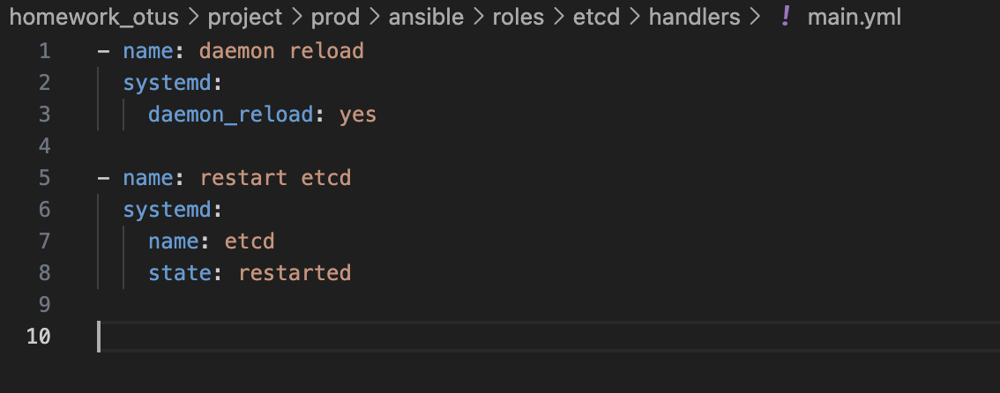 homework_otus > project > prod > ansible > roles > etcd > handlers > ! main.yml
1 - name: daemon reload
2   systemd:
3     daemon_reload: yes
4
5 - name: restart etcd
6   systemd:
7     name: etcd
8     state: restarted
9
10